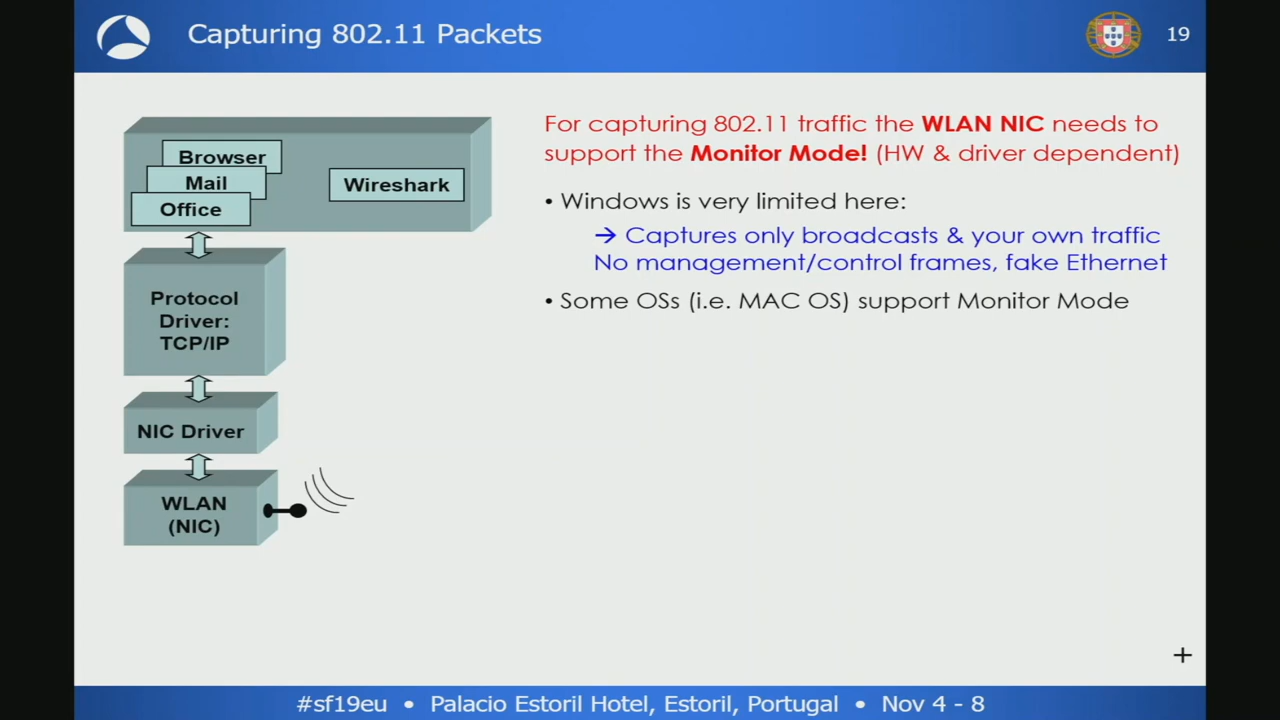 Capturing 802.11 Packets
19
Browser
Mail
Office
Wireshark
Protocol
Driver:
TCP/IP
NIC Driver
WLAN
(NIC)
For capturing 802.11 traffic the WLAN NIC needs to
support the Monitor Mode! (HW & driver dependent)
• Windows is very limited here:
→ Captures only broadcasts & your own traffic
No management/control frames, fake Ethernet
• Some OSs (i.e. MAC OS) support Monitor Mode
+
#sf19eu • Palacio Estoril Hotel, Estoril, Portugal • Nov 4 - 8